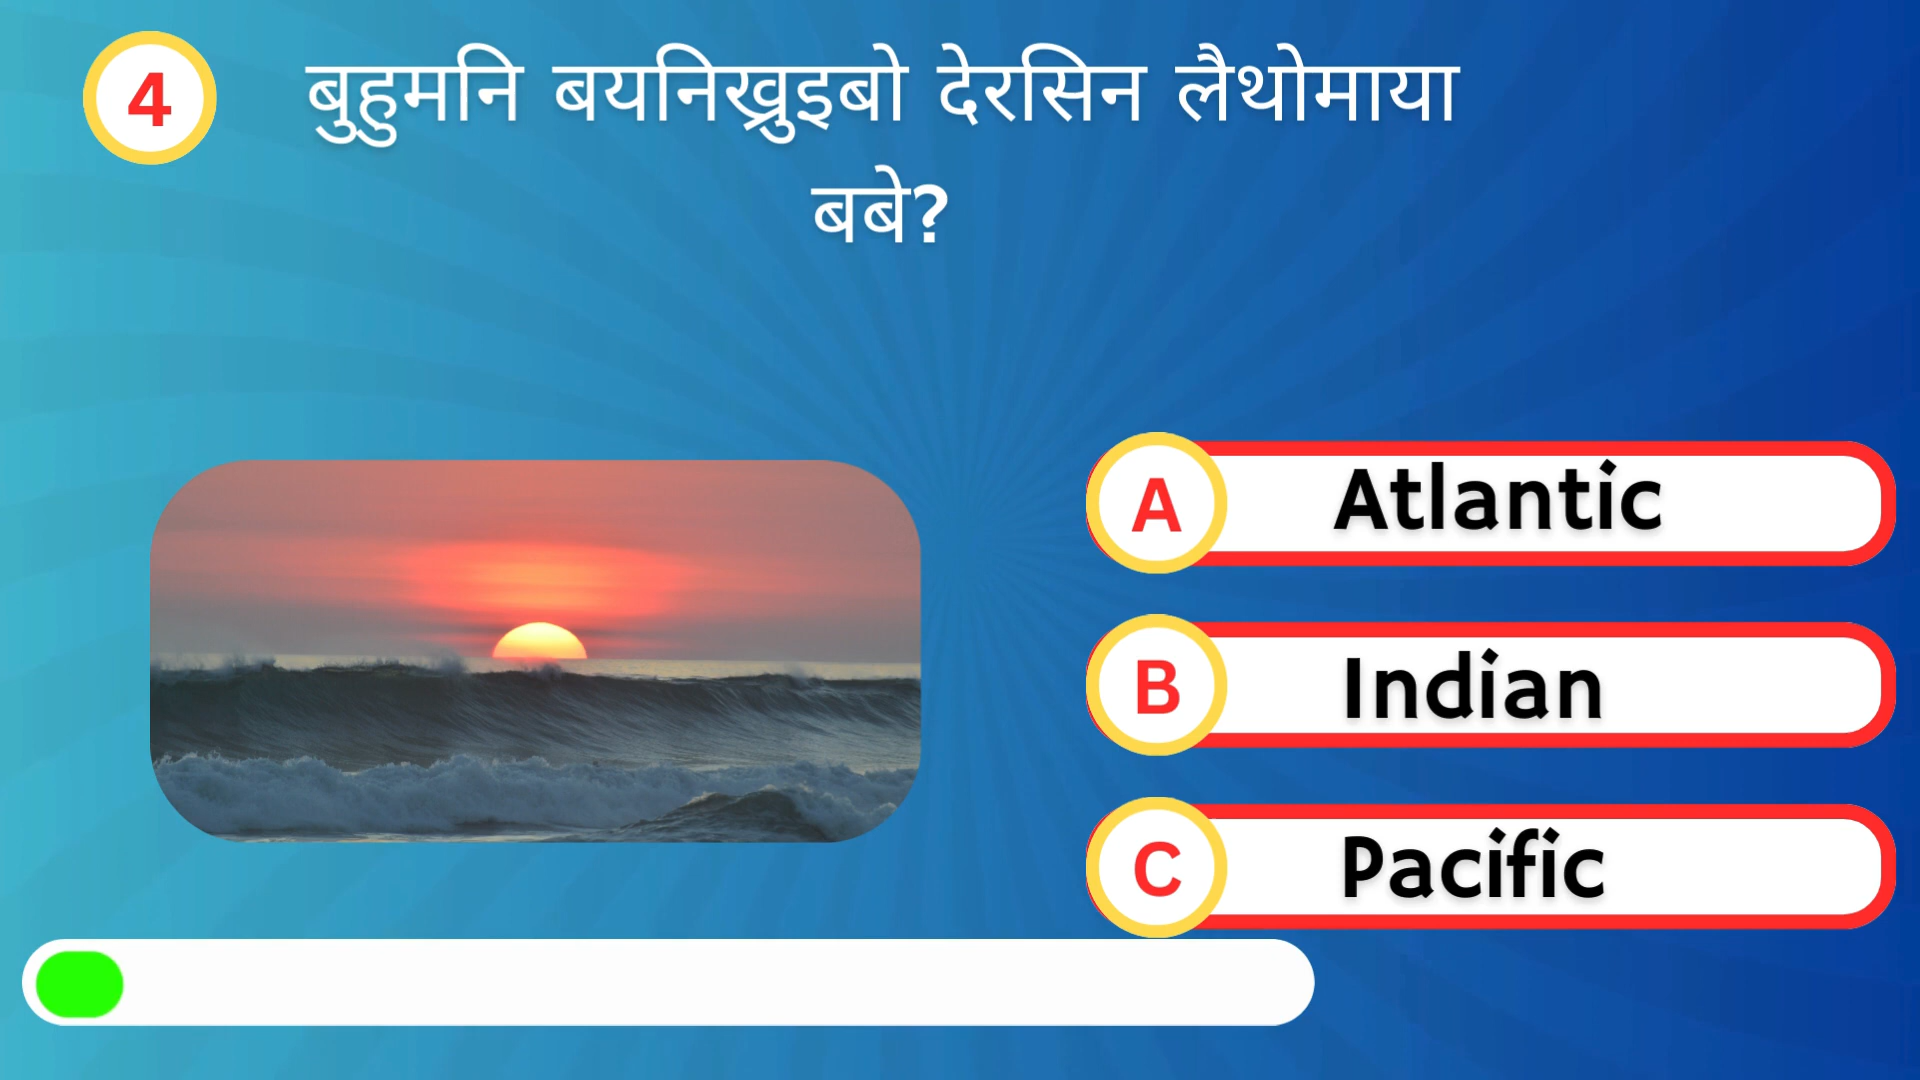 4
बुहुमनि बयनिख्रुइबो देरसिन लैथोमाया
बबे?
A Atlantic
B Indian
C Pacific